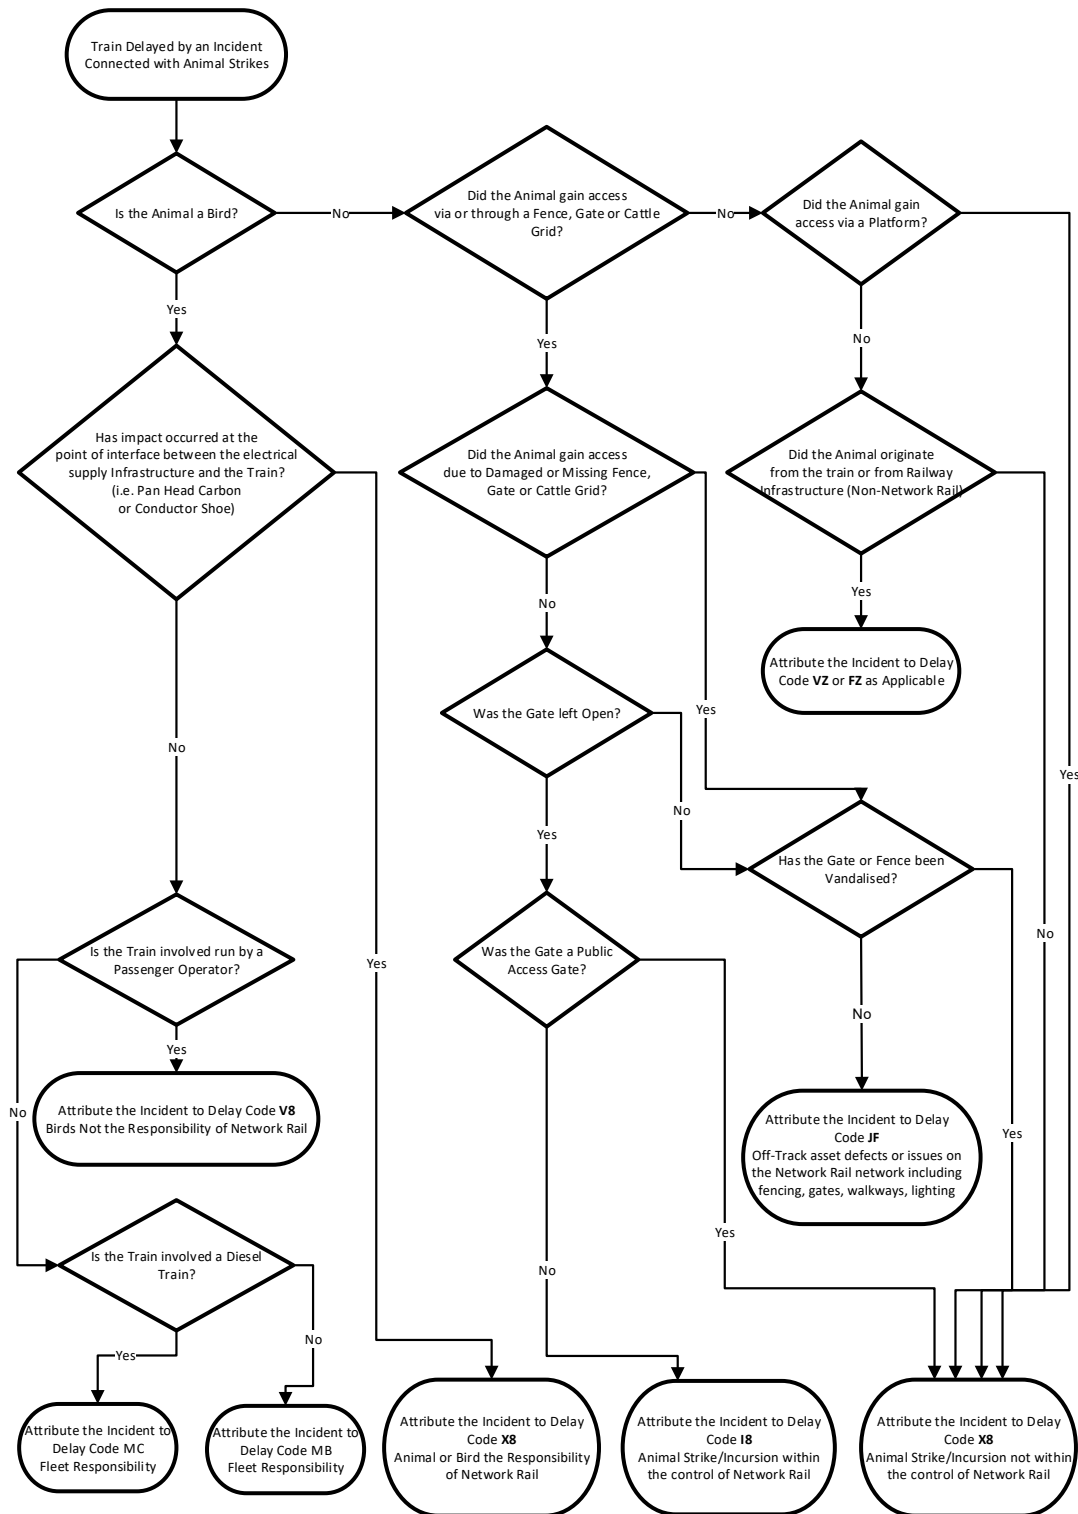 Train Delayed by an Incident
Connected with Animal Strikes
Is the Animal a Bird?
No
Did the Animal gain access
via or through a Fence, Gate or Cattle
Grid?
No
Did the Animal gain
access via a Platform?
Yes
Yes
No
Has impact occurred at the
point of interface between the electrical
supply Infrastructure and the Train?
(i.e. Pan Head Carbon
or Conductor Shoe)
Did the Animal gain access
due to Damaged or Missing Fence,
Gate or Cattle Grid?
Did the Animal originate
from the train or from Railway
Infrastructure (Non-Network Rail)
No
Yes
Attribute the Incident to Delay
Code VZ or FZ as Applicable
Was the Gate left Open?
Yes
No
Yes
No
Yes
Has the Gate or Fence been
Vandalised?
Is the Train involved run by a
Passenger Operator?
Yes
Was the Gate a Public
Access Gate?
No
No
Yes
No
Attribute the Incident to Delay Code V8
Birds Not the Responsibility of Network Rail
Attribute the Incident to Delay
Code JF
Off-Track asset defects or issues on
the Network Rail network including
fencing, gates, walkways, lighting
Yes
Yes
Is the Train involved a Diesel
Train?
No
Yes
No
Attribute the Incident to
Delay Code MC
Fleet Responsibility
Attribute the Incident to
Delay Code MB
Fleet Responsibility
Attribute the Incident to Delay
Code X8
Animal or Bird the Responsibility
of Network Rail
Attribute the Incident to Delay
Code I8
Animal Strike/Incursion within
the control of Network Rail
Attribute the Incident to Delay
Code X8
Animal Strike/Incursion not within
the control of Network Rail